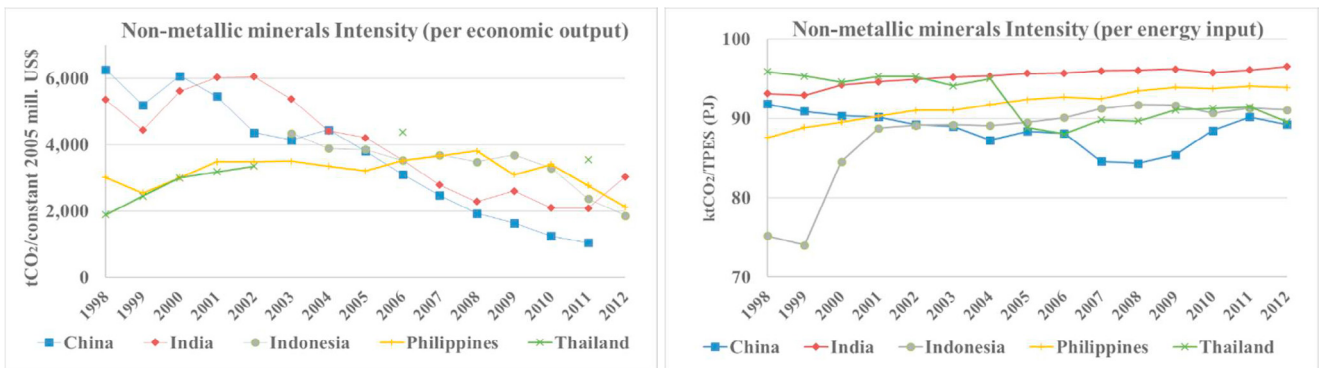 Non-metallic minerals Intensity (per economic output)
tCO₂/constant 2005 mill. US$
6,000
4,000
2,000
0
1998 1999 2000 2001 2002 2003 2004 2005 2006 2007 2008 2009 2010 2011 2012
China India Indonesia Philippines Thailand
Non-metallic minerals Intensity (per energy input)
ktCO₂/TPES (PJ)
100
90
80
70
1998 1999 2000 2001 2002 2003 2004 2005 2006 2007 2008 2009 2010 2011 2012
China India Indonesia Philippines Thailand